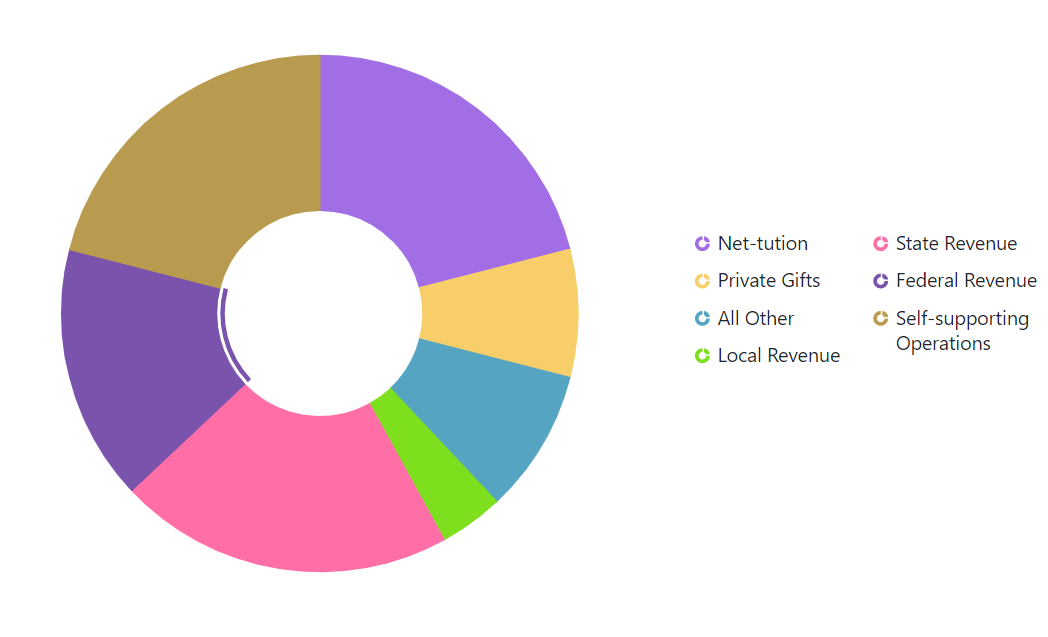 Net-tution
Private Gifts
All Other
Local Revenue
State Revenue
Federal Revenue
Self-supporting
Operations